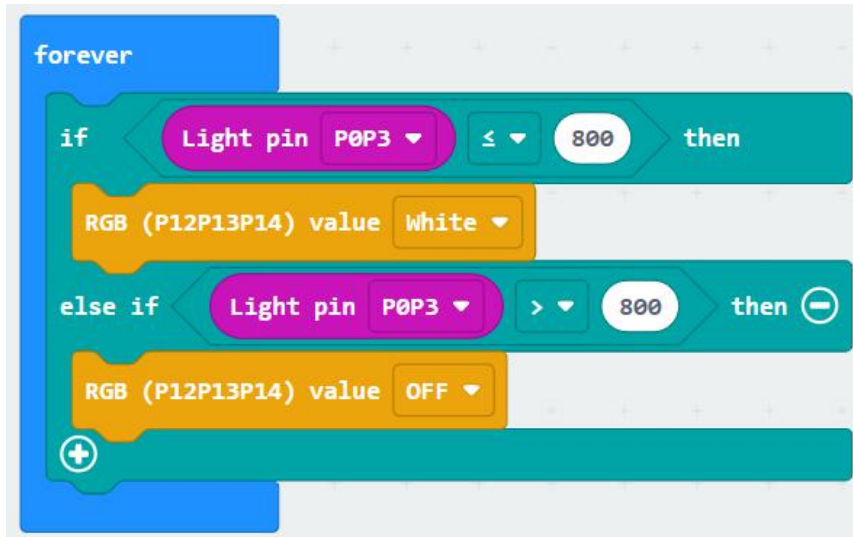 forever
if Light pin P0P3 ≤ 800 then
RGB (P12P13P14) value White
else if Light pin P0P3 > 800 then
RGB (P12P13P14) value OFF